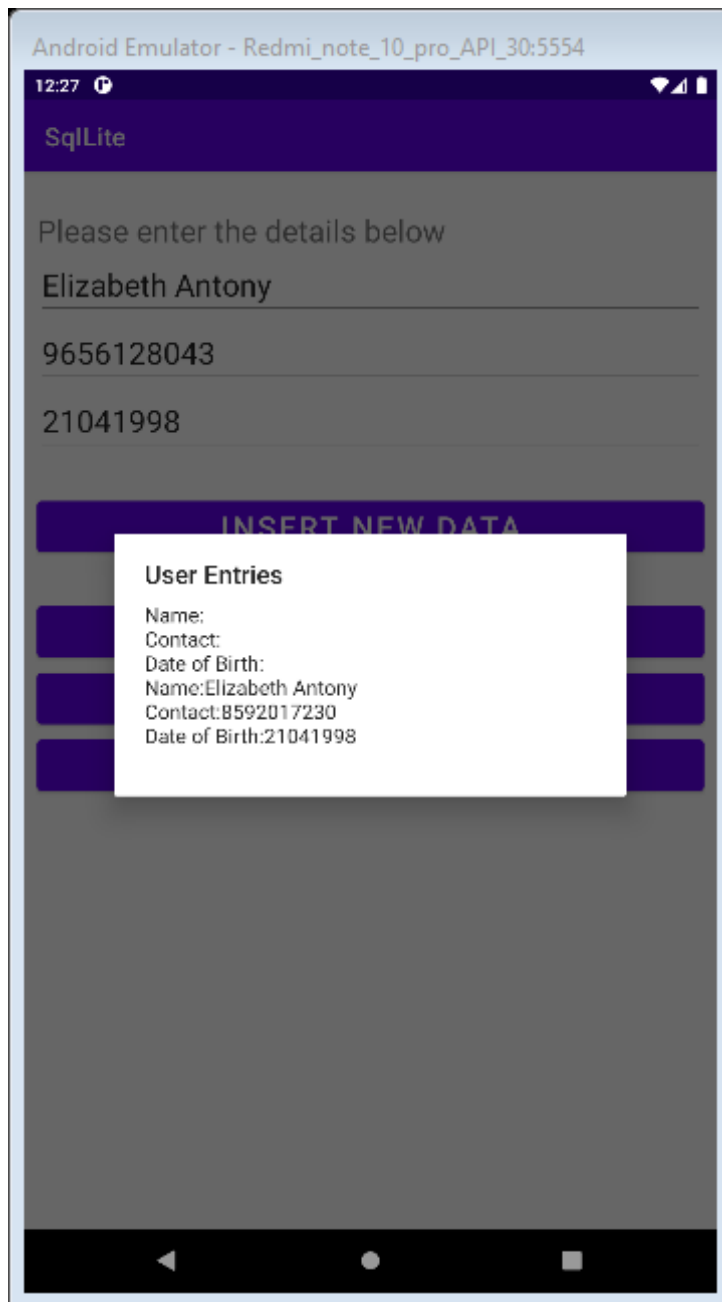 Android Emulator - Redmi_note_10_pro_API_30:5554
12:27
SqlLite
Please enter the details below
Elizabeth Antony
9656128043
21041998
INSERT NEW DATA
User Entries
Name:
Contact:
Date of Birth:
Name:Elizabeth Antony
Contact:8592017230
Date of Birth:21041998